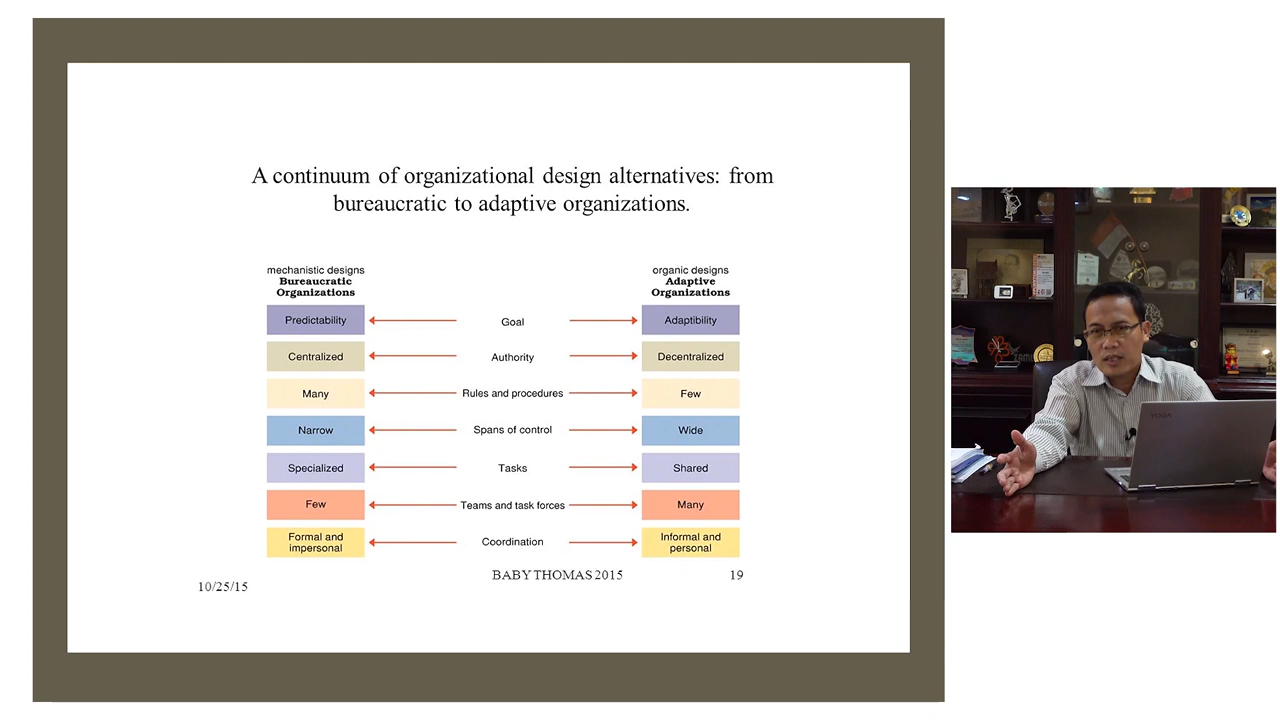 A continuum of organizational design alternatives: from
bureaucratic to adaptive organizations.
mechanistic designs
Bureaucratic
Organizations
organic designs
Adaptive
Organizations
Predictability
Goal
Adaptibility
Centralized
Authority
Decentralized
Many
Rules and procedures
Few
Narrow
Spans of control
Wide
Specialized
Tasks
Shared
Few
Teams and task forces
Many
Formal and
impersonal
Coordination
Informal and
personal
10/25/15
BABY THOMAS 2015
19
YOGA